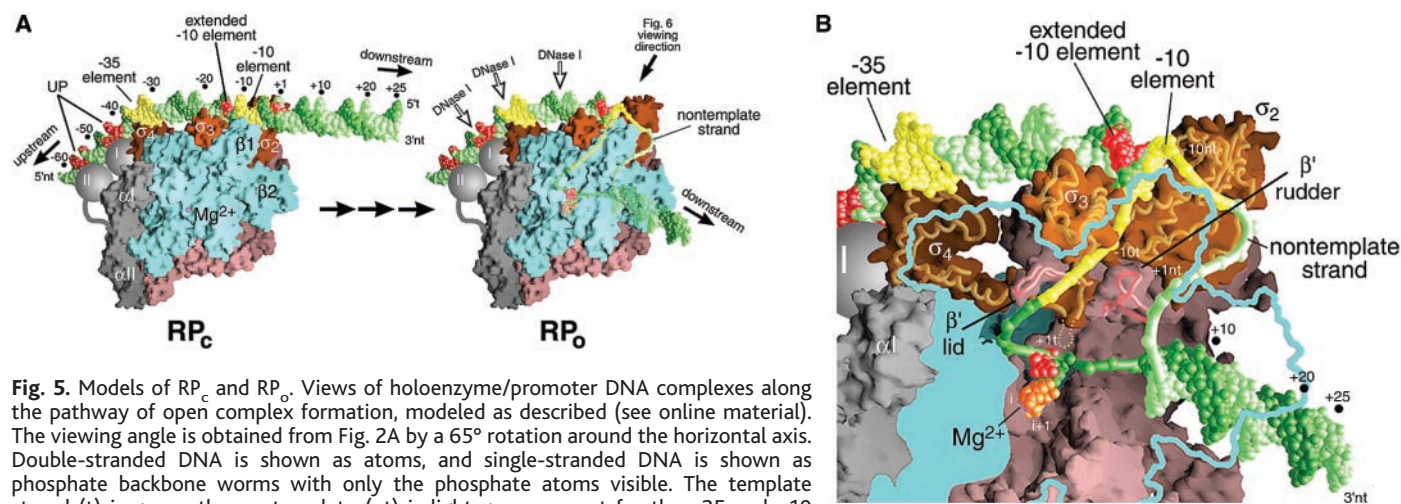 A
extended
-10 element
-10
element
-35
element
-30
-20
-10
+1
+10
+20
+25
downstream
UP
-40
-50
-60
upstream
5't
3'nt
5'nt
σ4
σ3
σ2
β1
β2
I
II
αI
αII
Mg2+
RPc
DNase I
DNase I
DNase I
Fig. 6
viewing
direction
nontemplate
strand
I
II
downstream
RPo
Fig. 5. Models of RPc and RPo. Views of holoenzyme/promoter DNA complexes along
the pathway of open complex formation, modeled as described (see online material).
The viewing angle is obtained from Fig. 2A by a 65° rotation around the horizontal axis.
Double-stranded DNA is shown as atoms, and single-stranded DNA is shown as
phosphate backbone worms with only the phosphate atoms visible. The template
B
extended
-10 element
-10
element
-35
element
σ2
-10nt
β'
rudder
σ3
σ4
-10t
+1nt
nontemplate
strand
I
αI
β'
lid
+1t
+10
+20
+25
i
i+1
Mg2+
3'nt